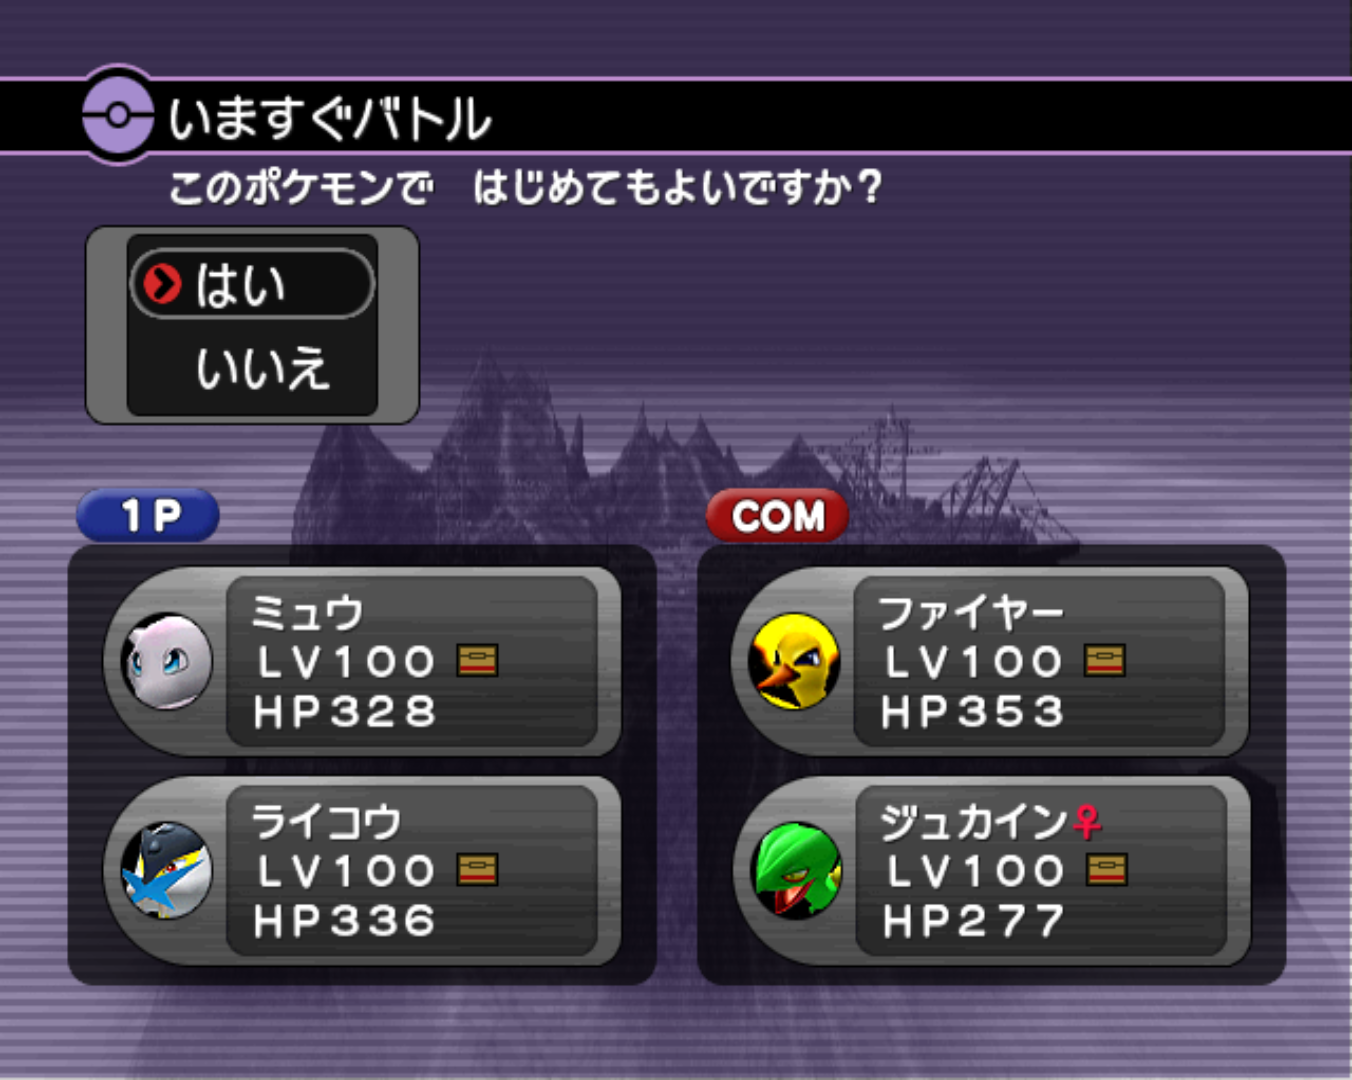 いますぐバトル
このポケモンで　はじめてもよいですか？
はい
いいえ
1P
ミュウ
LV100
HP328
ライコウ
LV100
HP336
COM
ファイヤー
LV100
HP353
ジュカイン♀
LV100
HP277